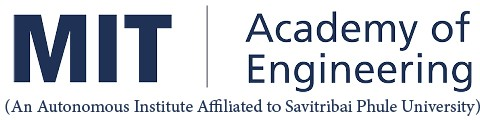 MIT
Academy of
Engineering
(An Autonomous Institute Affiliated to Savitribai Phule University)